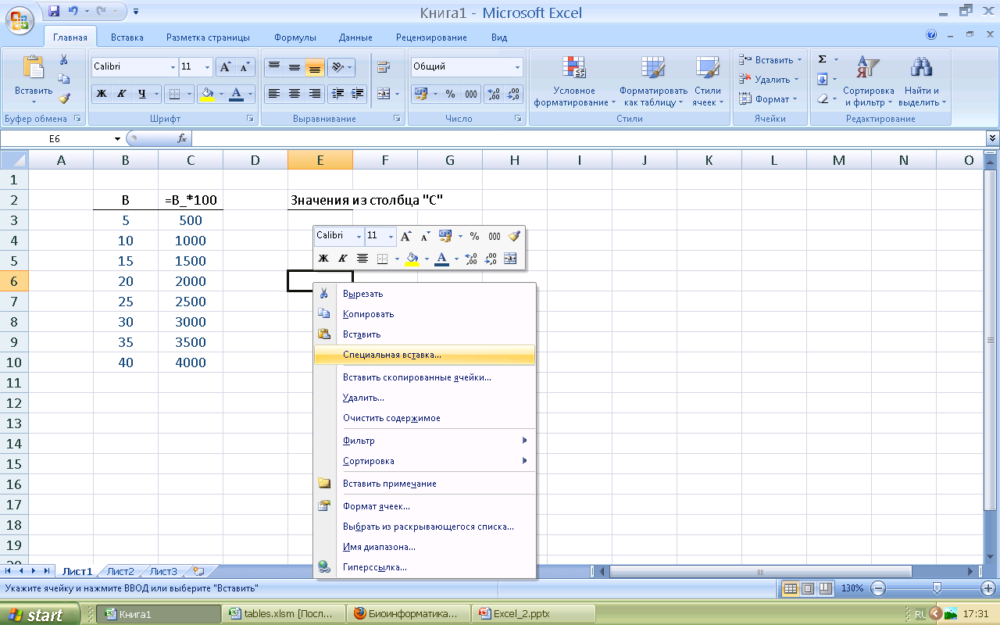 Книга1 - Microsoft Excel
Главная Вставка Разметка страницы Формулы Данные Рецензирование Вид
Вставить
Буфер обмена
Calibri 11
Ж К Ч
Шрифт
Выравнивание
Общий
% 000
Число
Условное форматирование
Форматировать как таблицу
Стили ячеек
Стили
Вставить
Удалить
Формат
Ячейки
Σ
Сортировка и фильтр
Найти и выделить
Редактирование
E6 fx
A B C D E F G H I J K L M N O
1
2 B =B_*100 Значения из столбца "C"
3 5 500
4 10 1000
5 15 1500
6 20 2000
7 25 2500
8 30 3000
9 35 3500
10 40 4000
11
12
13
14
15
16
17
18
19
20
Calibri 11 % 000
Ж К
Вырезать
Копировать
Вставить
Специальная вставка...
Вставить скопированные ячейки...
Удалить...
Очистить содержимое
Фильтр
Сортировка
Вставить примечание
Формат ячеек...
Выбрать из раскрывающегося списка...
Имя диапазона...
Гиперссылка...
Лист1 Лист2 Лист3
Укажите ячейку и нажмите ВВОД или выберите "Вставить" 130%
start Книга1 tables.xlsm [Посл... Excel_2.pptx RU 17:31